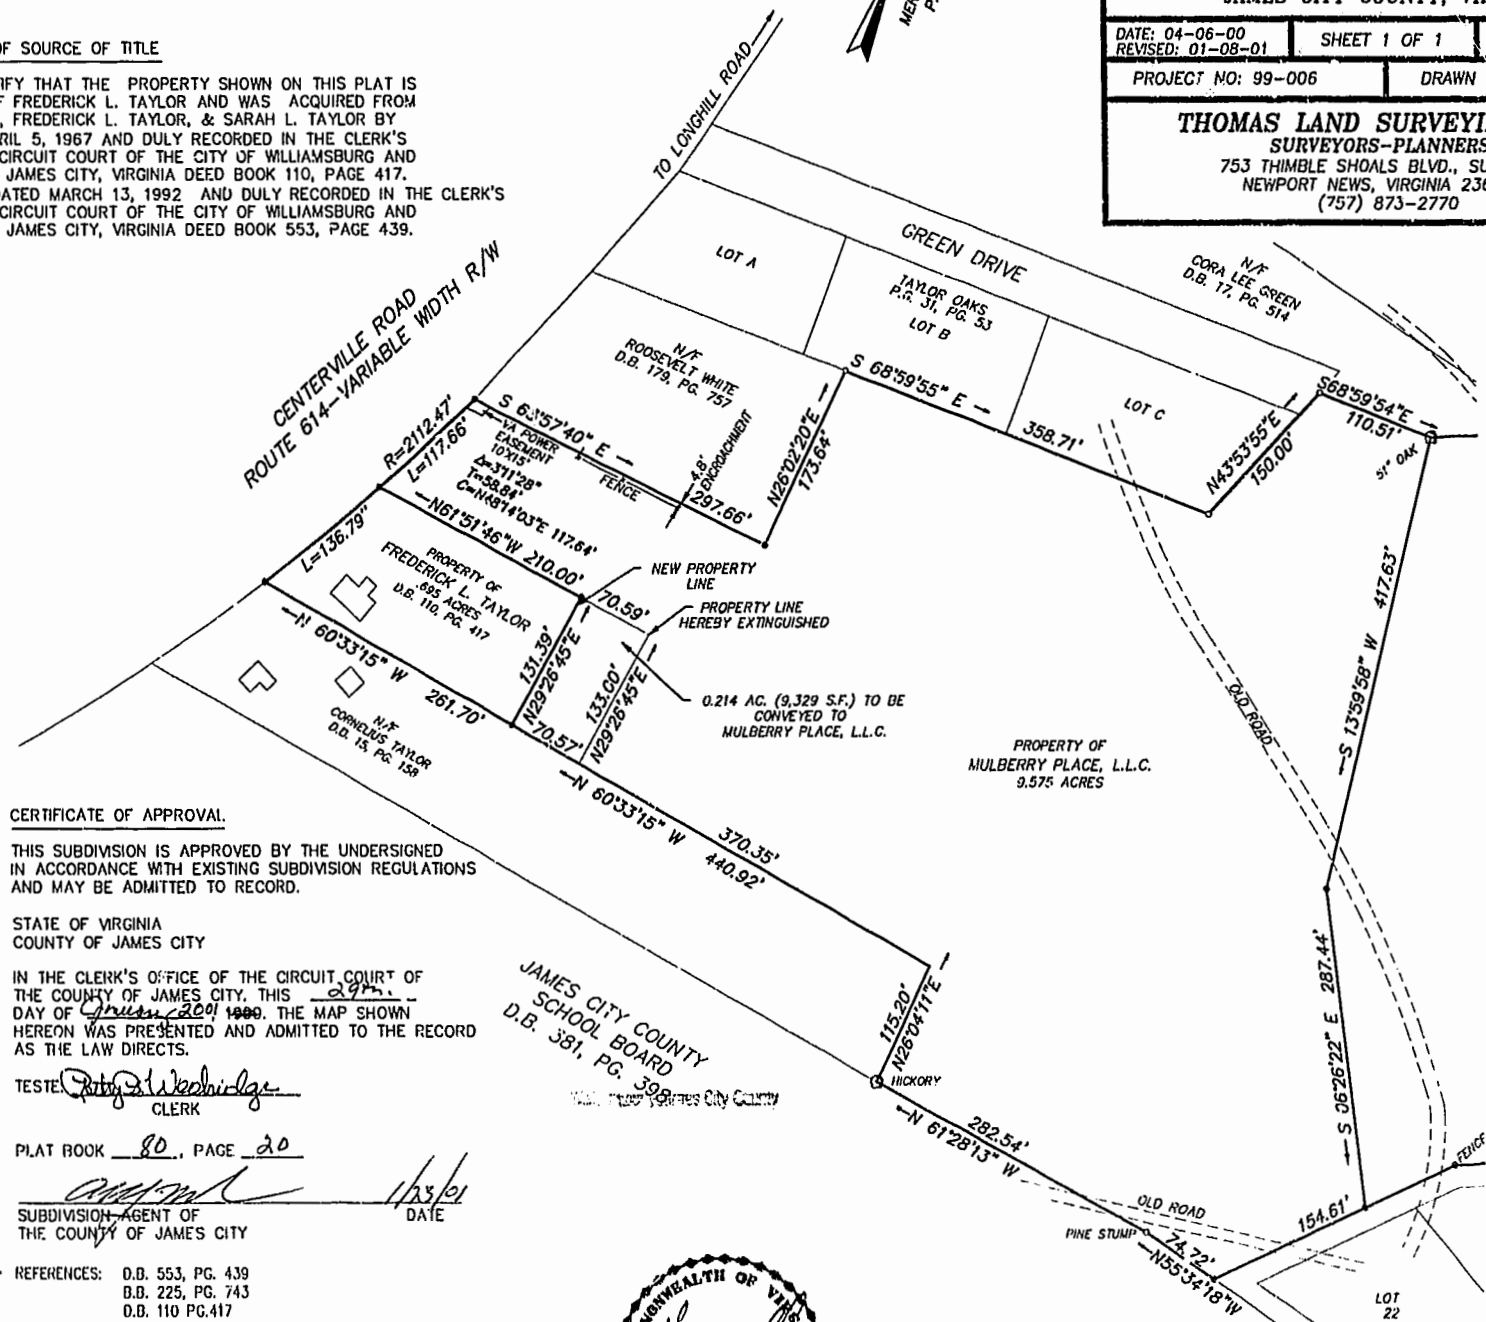 OF SOURCE OF TITLE
IFY THAT THE PROPERTY SHOWN ON THIS PLAT IS
F FREDERICK L. TAYLOR AND WAS ACQUIRED FROM
, FREDERICK L. TAYLOR, & SARAH L. TAYLOR BY
RIL 5, 1967 AND DULY RECORDED IN THE CLERK'S
CIRCUIT COURT OF THE CITY OF WILLIAMSBURG AND
JAMES CITY, VIRGINIA DEED BOOK 110, PAGE 417.
DATED MARCH 13, 1992 AND DULY RECORDED IN THE CLERK'S
CIRCUIT COURT OF THE CITY OF WILLIAMSBURG AND
JAMES CITY, VIRGINIA DEED BOOK 553, PAGE 439.
DATE: 04-06-00
REVISED: 01-08-01
SHEET 1 OF 1
PROJECT NO: 99-006
DRAWN
THOMAS LAND SURVEYI
SURVEYORS-PLANNERS
753 THIMBLE SHOALS BLVD., SU
NEWPORT NEWS, VIRGINIA 236
(757) 873-2770
TO LONGHILL ROAD
CENTERVILLE ROAD
ROUTE 614-VARIABLE WIDTH R/W
GREEN DRIVE
LOT A
TAYLOR OAKS
P.G. 31, PG. 53
LOT B
LOT C
N/F
CORA LEE GREEN
D.B. 17, PG. 514
N/F
ROOSEVELT WHITE
D.B. 179, PG. 757
S 68°59'55" E
358.71'
S68°59'54"E
110.51'
51" OAK
N43°53'55"E
150.00'
N26°02'20"E
173.64'
R=2112.47'
L=117.66'
57'40" E
297.66'
VA POWER
EASEMENT
10'X15'
FENCE
4.8'
ENCROACHMENT
Δ=3°11'28"
T=58.84'
C=N48°14'03"E 117.64'
N61°51'46"W 210.00'
L=136.79"
PROPERTY OF
FREDERICK L. TAYLOR
.695 ACRES
D.B. 110, PG. 417
NEW PROPERTY
LINE
70.59'
PROPERTY LINE
HEREBY EXTINGUISHED
131.39'
N29°26'45"E
133.00'
N29°26'45"E
0.214 AC. (9,329 S.F.) TO BE
CONVEYED TO
MULBERRY PLACE, L.L.C.
N 60°33'15" W
261.70'
70.57'
N/F
CORNELIUS TAYLOR
D.B. 15, PG. 158
PROPERTY OF
MULBERRY PLACE, L.L.C.
9.575 ACRES
OLD ROAD
S 13°59'58" W
417.63'
N 60°33'15" W
370.35'
440.92'
S 06°26'22" E 287.44'
JAMES CITY COUNTY
SCHOOL BOARD
D.B. 381, PG. 398
115.20'
N26°04'11"E
HICKORY
282.54'
N 61°28'13" W
OLD ROAD
PINE STUMP
74.72'
N55°34'18"W
154.61'
FENCE
LOT
22
CERTIFICATE OF APPROVAL
THIS SUBDIVISION IS APPROVED BY THE UNDERSIGNED
IN ACCORDANCE WITH EXISTING SUBDIVISION REGULATIONS
AND MAY BE ADMITTED TO RECORD.
STATE OF VIRGINIA
COUNTY OF JAMES CITY
IN THE CLERK'S OFFICE OF THE CIRCUIT COURT OF
THE COUNTY OF JAMES CITY. THIS 29th.
DAY OF January 2001, THE MAP SHOWN
HEREON WAS PRESENTED AND ADMITTED TO THE RECORD
AS THE LAW DIRECTS.
TESTE
CLERK
PLAT BOOK 80, PAGE 20
1/23/01
SUBDIVISION AGENT OF DATE
THE COUNTY OF JAMES CITY
REFERENCES: D.B. 553, PG. 439
B.B. 225, PG. 743
D.B. 110 PG.417